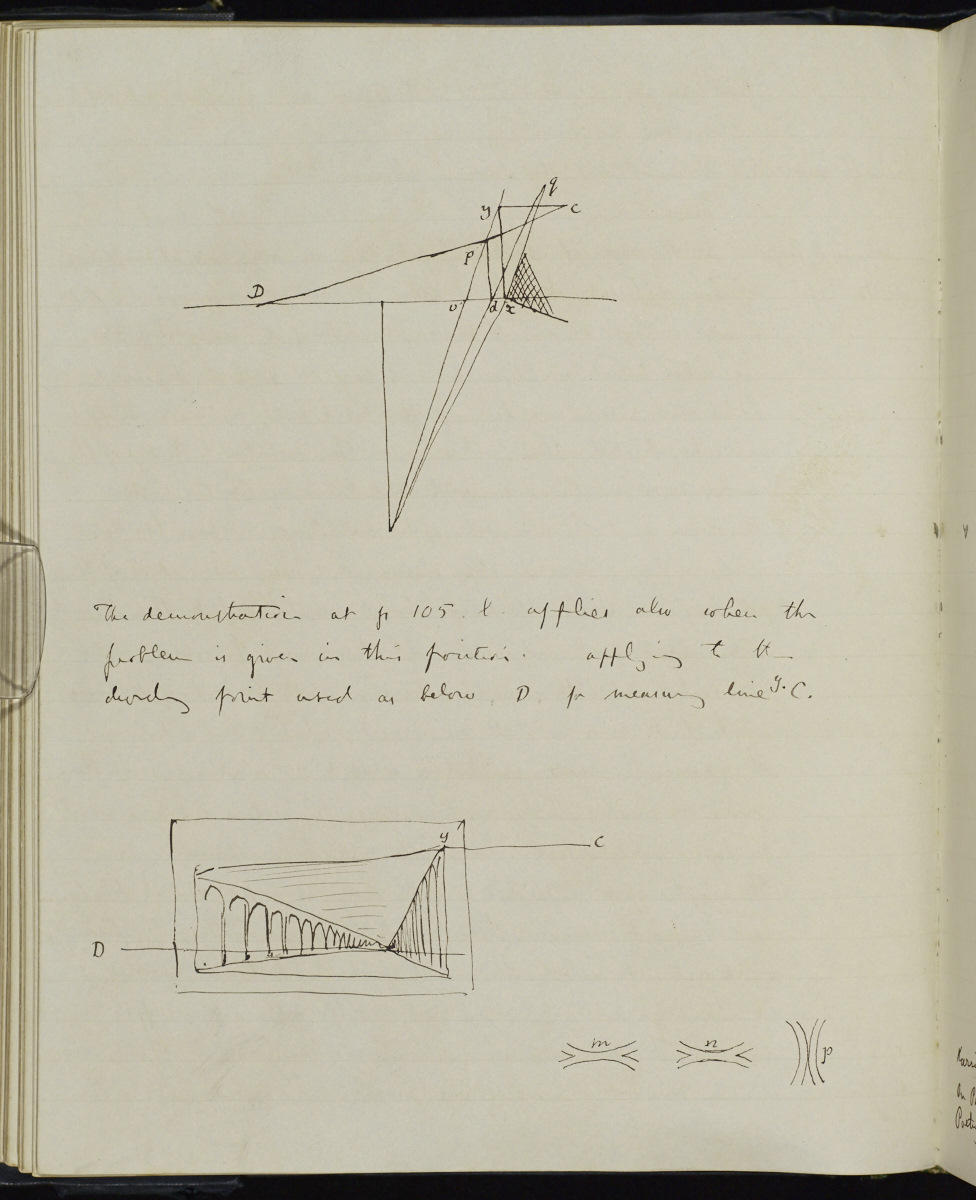 q
y C
p
D
v d x
The demonstration at p 105. l. applies also when the
problem is given in this position. applying to the
dividing point used as below. D. for measuring line y. C.
y C
D
m n p